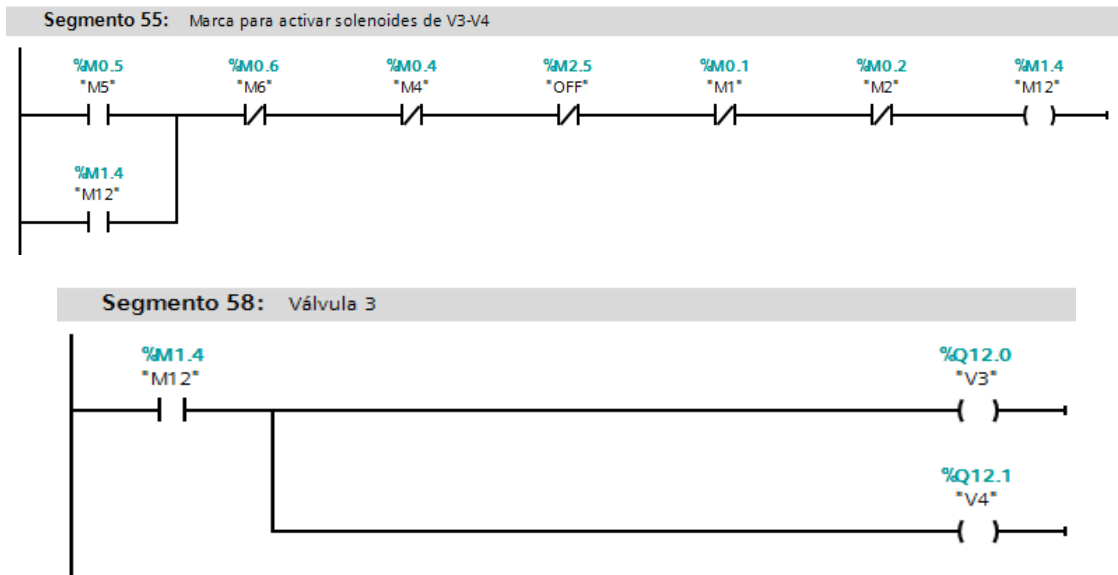 Segmento 55: Marca para activar solenoides de V3-V4
%M0.5 %M0.6 %M0.4 %M2.5 %M0.1 %M0.2 %M1.4
"M5" "M6" "M4" "OFF" "M1" "M2" "M12"
%M1.4
"M12"
Segmento 58: Válvula 3
%M1.4 %Q12.0
"M12" "V3"
%Q12.1
"V4"